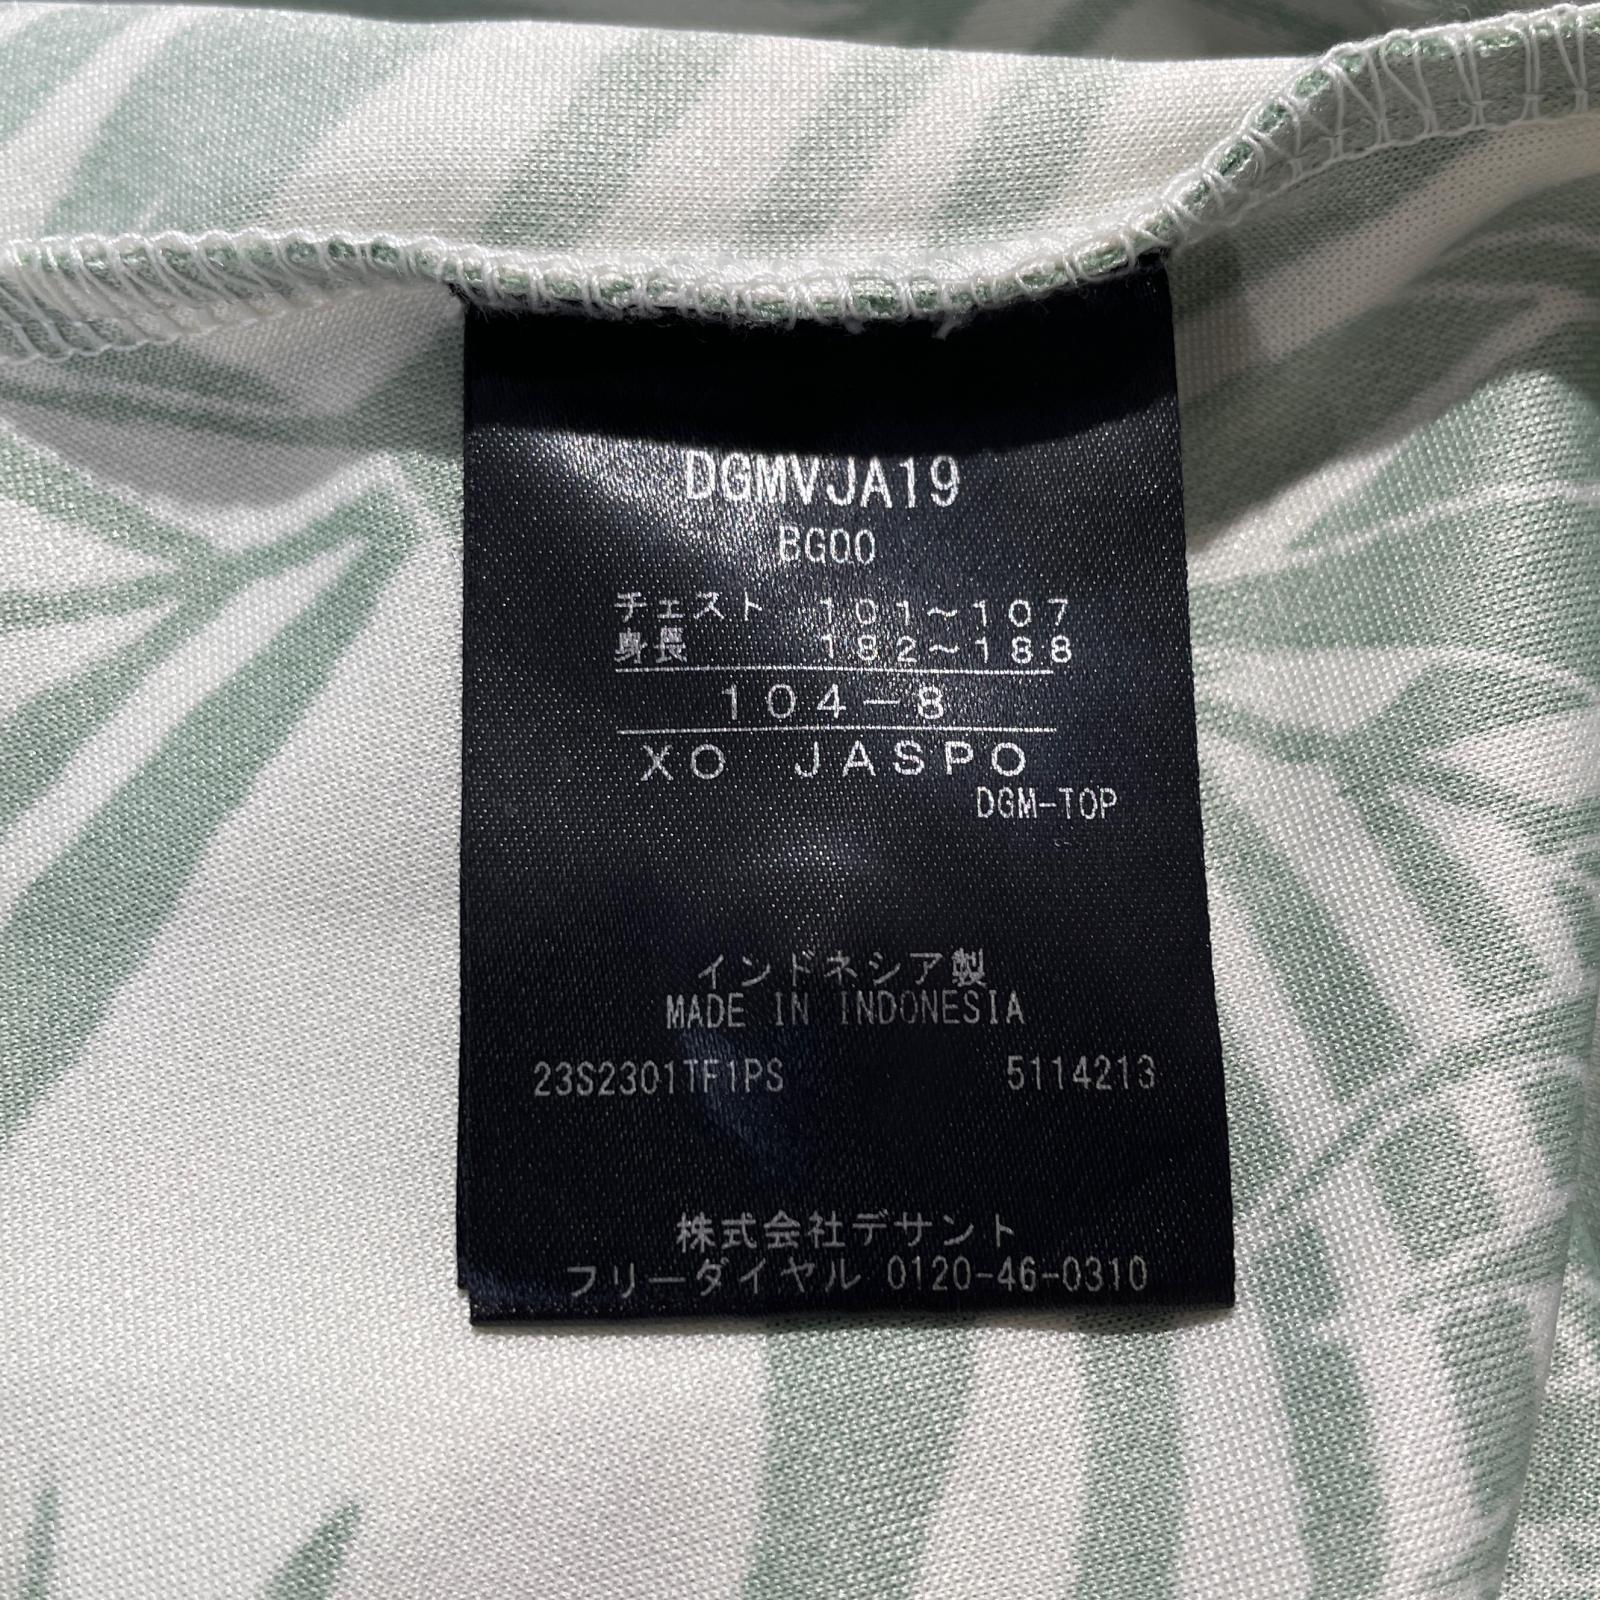 DGMVJA19
BG00
チェスト 101~107
身長 182~188
104-8
XO JASPO
DGM-TOP
インドネシア製
MADE IN INDONESIA
23S2301TF1PS 5114213
株式会社デサント
フリーダイヤル 0120-46-0310